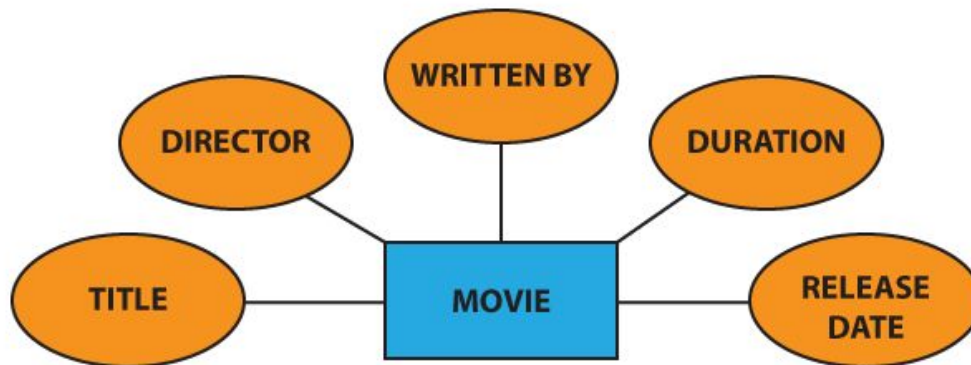 WRITTEN BY
DIRECTOR
DURATION
TITLE
MOVIE
RELEASE
DATE